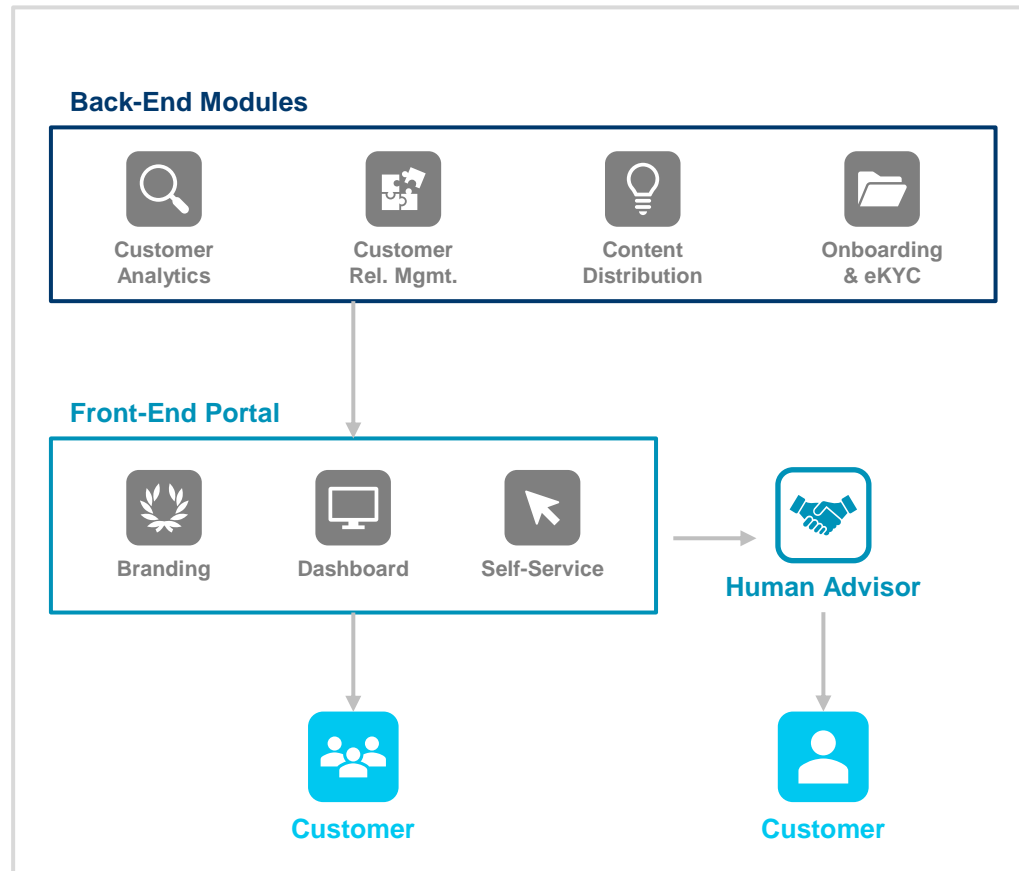 Back-End Modules
Customer
Analytics
Customer
Rel. Mgmt.
Content
Distribution
Onboarding
& eKYC
Front-End Portal
Branding
Dashboard
Self-Service
Human Advisor
Customer
Customer